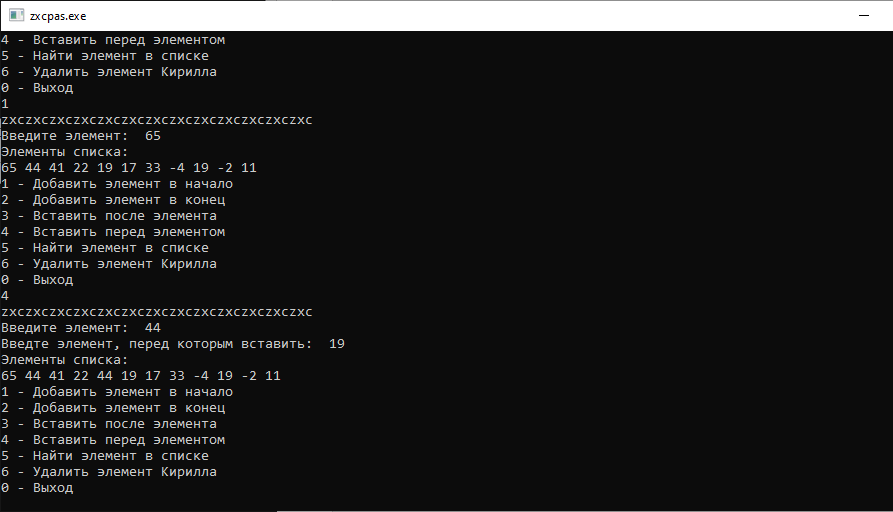 zxcpas.exe
4 - Вставить перед элементом
5 - Найти элемент в списке
6 - Удалить элемент Кирилла
0 - Выход
1
zxczxczxczxczxczxczxczxczxczxczxczxczxc
Введите элемент:  65
Элементы списка:
65 44 41 22 19 17 33 -4 19 -2 11
1 - Добавить элемент в начало
2 - Добавить элемент в конец
3 - Вставить после элемента
4 - Вставить перед элементом
5 - Найти элемент в списке
6 - Удалить элемент Кирилла
0 - Выход
4
zxczxczxczxczxczxczxczxczxczxczxczxczxc
Введите элемент:  44
Введте элемент, перед которым вставить:  19
Элементы списка:
65 44 41 22 44 19 17 33 -4 19 -2 11
1 - Добавить элемент в начало
2 - Добавить элемент в конец
3 - Вставить после элемента
4 - Вставить перед элементом
5 - Найти элемент в списке
6 - Удалить элемент Кирилла
0 - Выход